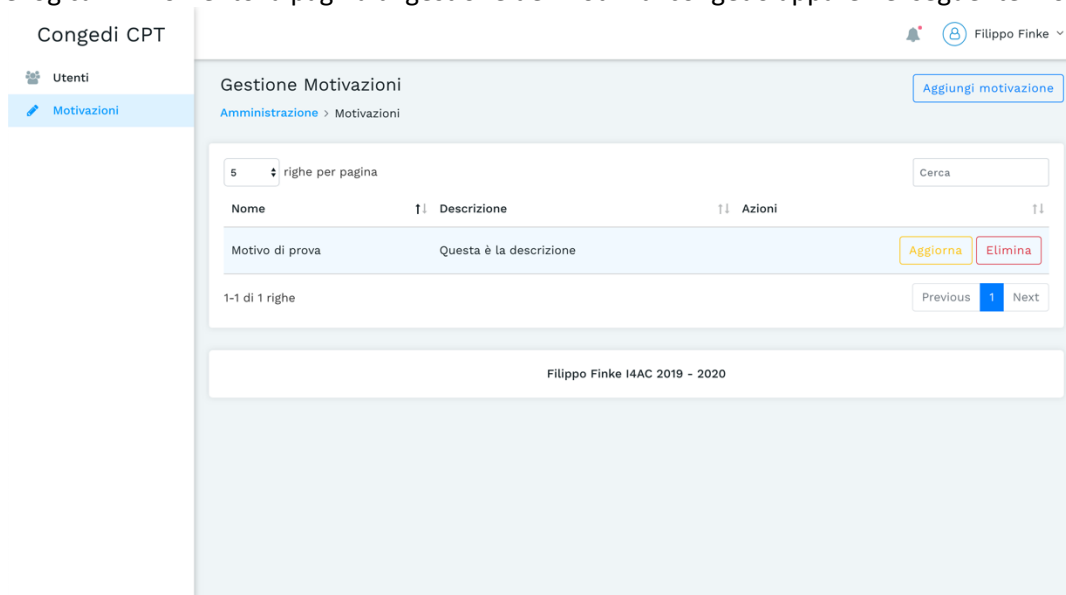 Congedi CPT
Filippo Finke
Utenti
Motivazioni
Gestione Motivazioni
Aggiungi motivazione
Amministrazione > Motivazioni
5 righe per pagina
Cerca
Nome Descrizione Azioni
Motivo di prova Questa è la descrizione Aggiorna Elimina
1-1 di 1 righe
Previous 1 Next
Filippo Finke I4AC 2019 - 2020